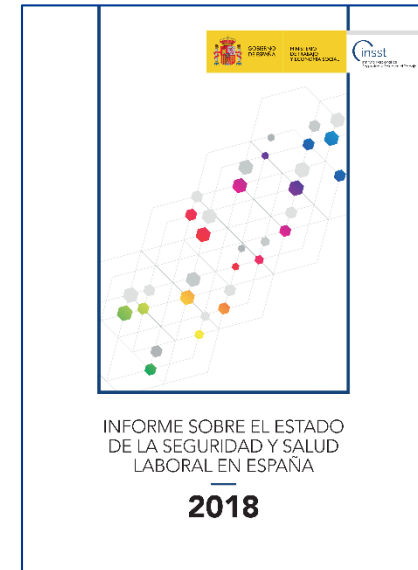 GOBIERNO
DE ESPAÑA
MINISTERIO
DE TRABAJO
Y ECONOMÍA SOCIAL
insst
INFORME SOBRE EL ESTADO
DE LA SEGURIDAD Y SALUD
LABORAL EN ESPAÑA
2018